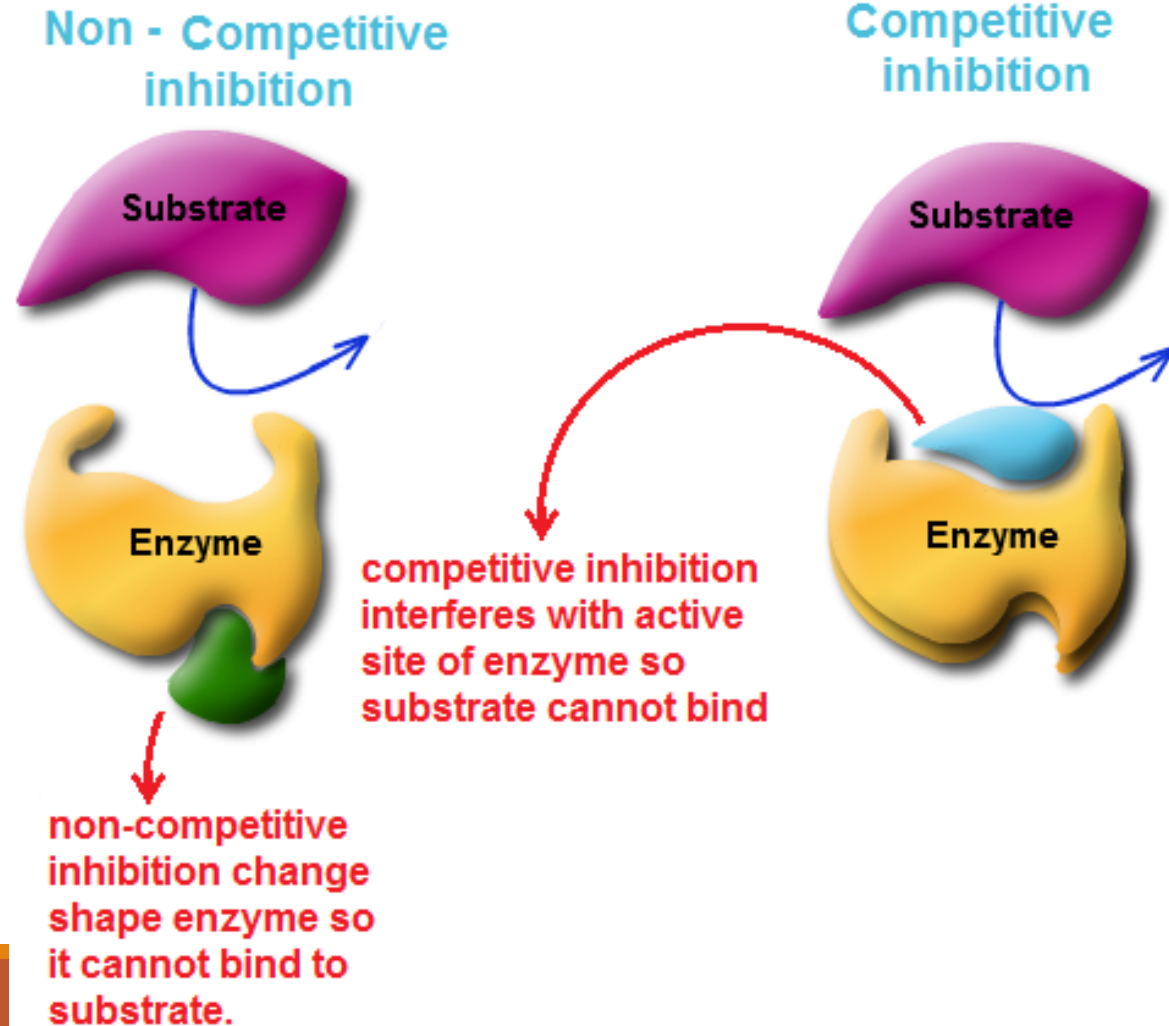 Non - Competitive
inhibition
Substrate
Enzyme
non-competitive
inhibition change
shape enzyme so
it cannot bind to
substrate.
competitive inhibition
interferes with active
site of enzyme so
substrate cannot bind
Competitive
inhibition
Substrate
Enzyme